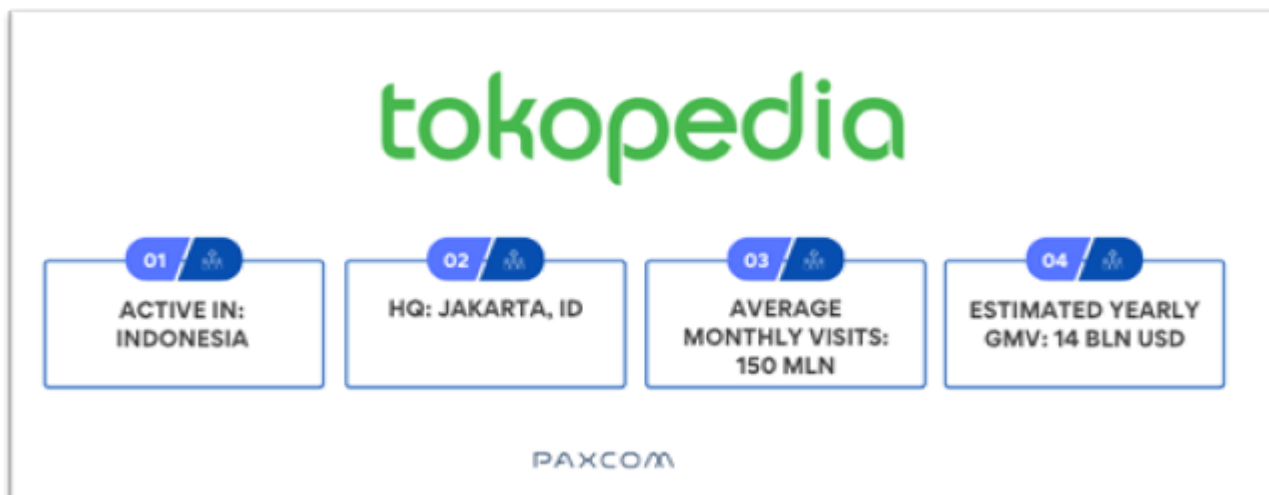 tokopedia
01
ACTIVE IN:
INDONESIA
02
HQ: JAKARTA, ID
03
AVERAGE
MONTHLY VISITS:
150 MLN
04
ESTIMATED YEARLY
GMV: 14 BLN USD
PAXCOM